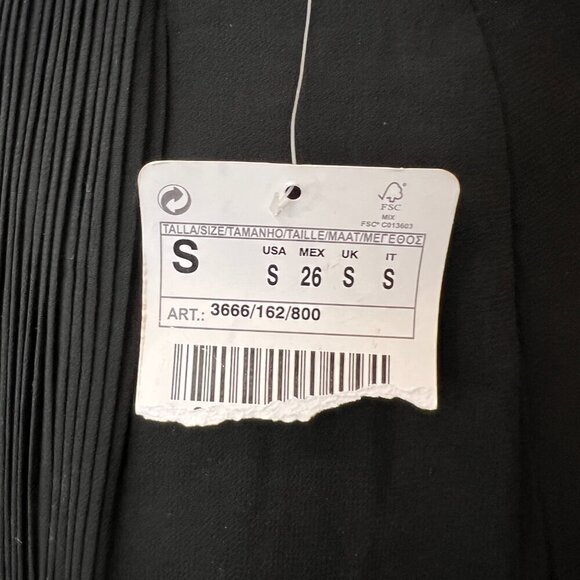 FSC
MIX
FSC® C013603
TALLA/SIZE/TAMANHO/TAILLE/MAAT/ΜΕΓΕΘΟΣ
S
USA MEX UK IT
S 26 S S
ART.: 3666/162/800